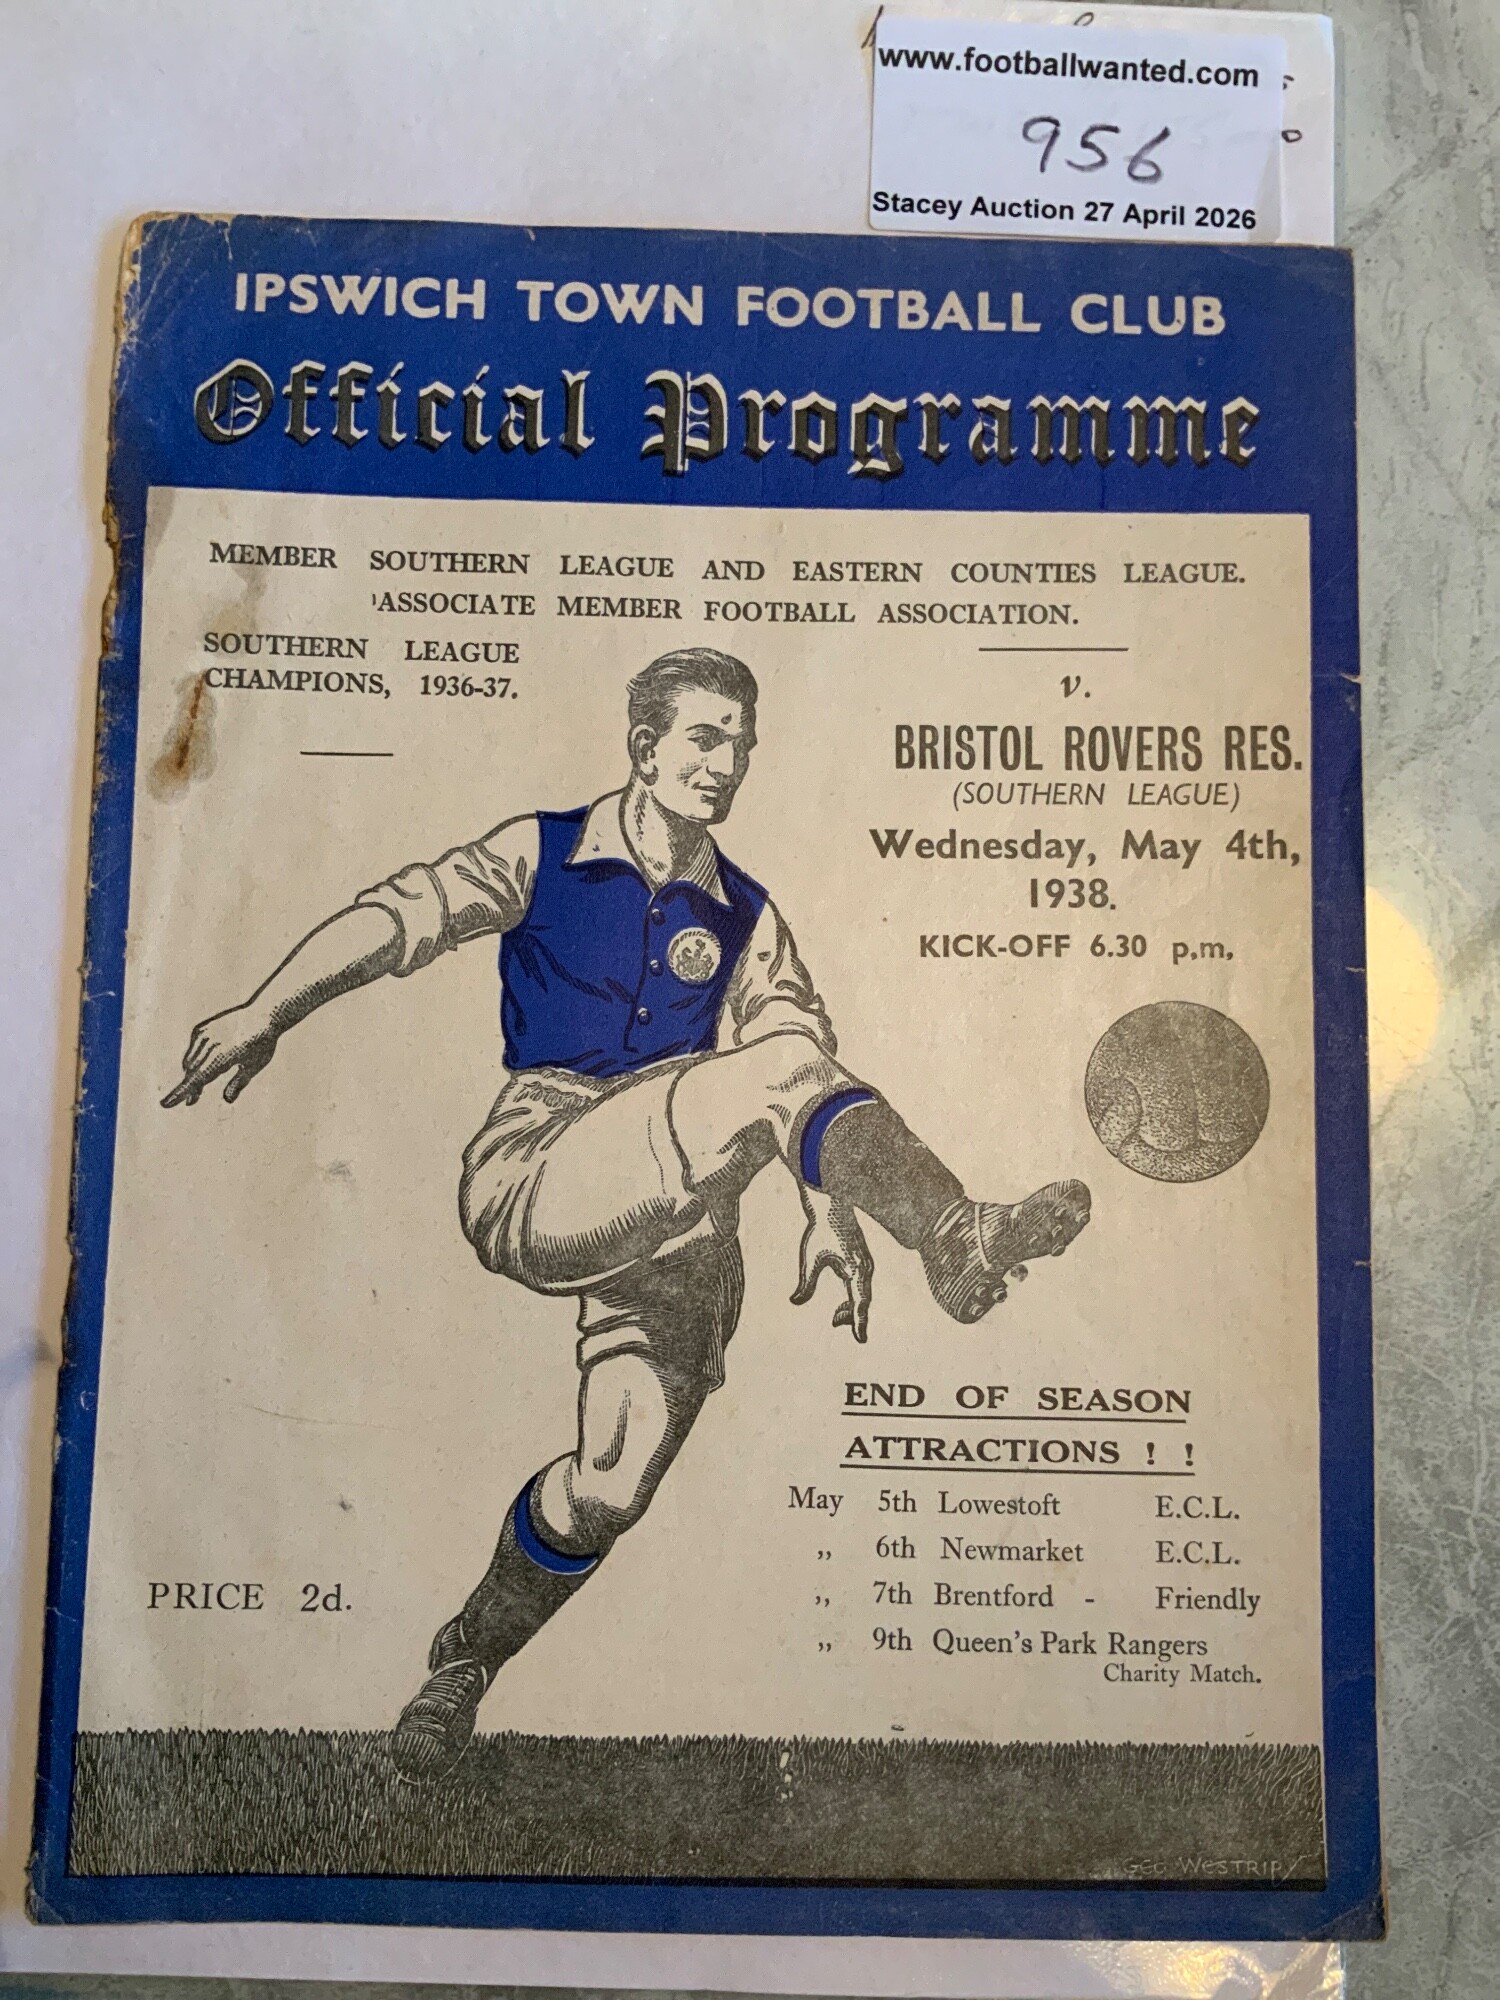 www.footballwanted.com
956
Stacey Auction 27 April 2026
IPSWICH TOWN FOOTBALL CLUB
Official Programme
MEMBER SOUTHERN LEAGUE AND EASTERN COUNTIES LEAGUE.
ASSOCIATE MEMBER FOOTBALL ASSOCIATION.
SOUTHERN LEAGUE
CHAMPIONS, 1936-37.
v.
BRISTOL ROVERS RES.
(SOUTHERN LEAGUE)
Wednesday, May 4th,
1938.
KICK-OFF 6.30 p.m.
END OF SEASON
ATTRACTIONS ! !
May 5th Lowestoft E.C.L.
,, 6th Newmarket E.C.L.
,, 7th Brentford - Friendly
,, 9th Queen's Park Rangers
Charity Match.
PRICE 2d.
GEO WESTRIP